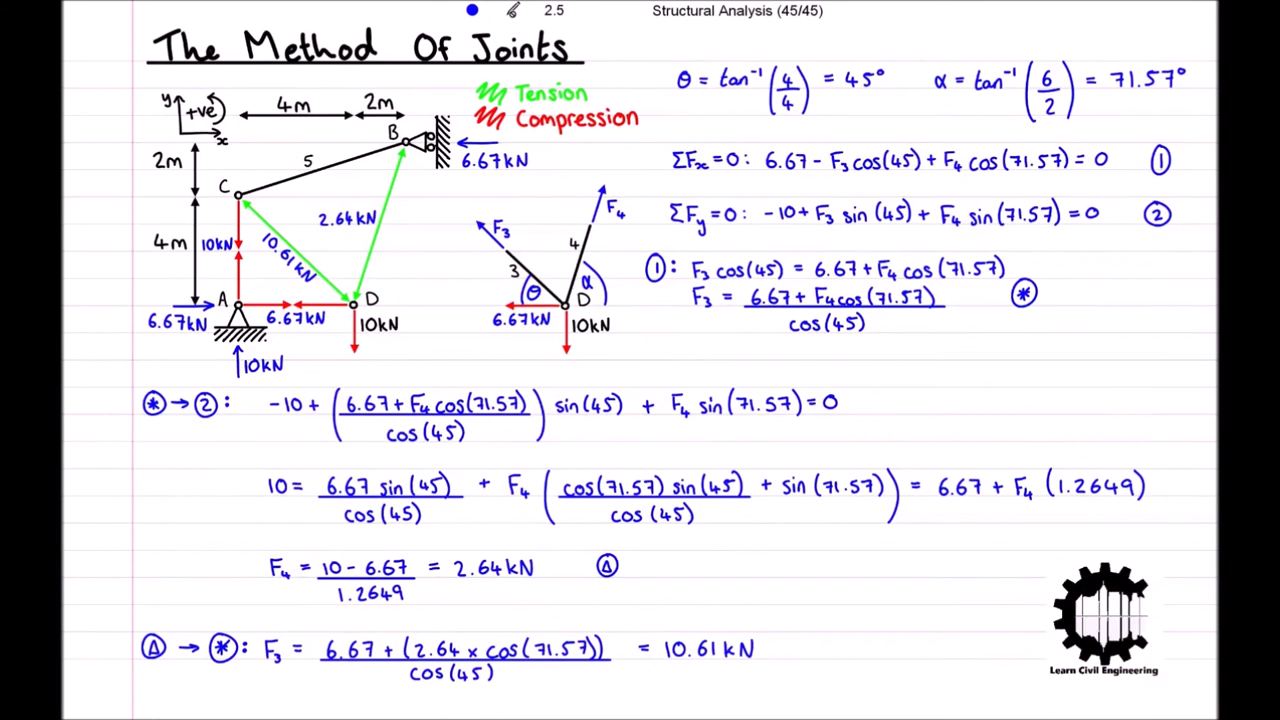 2.5 Structural Analysis (45/45)
The Method Of Joints
θ = tan⁻¹(4/4) = 45° α = tan⁻¹(6/2) = 71.57°
Tension
Compression
y +ve x
4m 2m
B
2m
5
6.67kN
C
2.64kN
4m
10kN
10.61kN
A
D
6.67kN
6.67kN
10kN
10kN
F₃
F₄
4
3
θ
α
D
6.67kN
10kN
ΣFx=0: 6.67 - F₃ cos(45) + F₄ cos(71.57) = 0 ①
ΣFy=0: -10 + F₃ sin(45) + F₄ sin(71.57) = 0 ②
①: F₃ cos(45) = 6.67 + F₄ cos(71.57)
F₃ = 6.67 + F₄ cos(71.57) / cos(45) ⊛
⊛ → ②: -10 + (6.67 + F₄ cos(71.57) / cos(45)) sin(45) + F₄ sin(71.57) = 0
10 = 6.67 sin(45) / cos(45) + F₄ (cos(71.57) sin(45) / cos(45) + sin(71.57)) = 6.67 + F₄ (1.2649)
F₄ = 10 - 6.67 / 1.2649 = 2.64kN Δ
Δ → ⊛: F₃ = 6.67 + (2.64 × cos(71.57)) / cos(45) = 10.61kN
Learn Civil Engineering